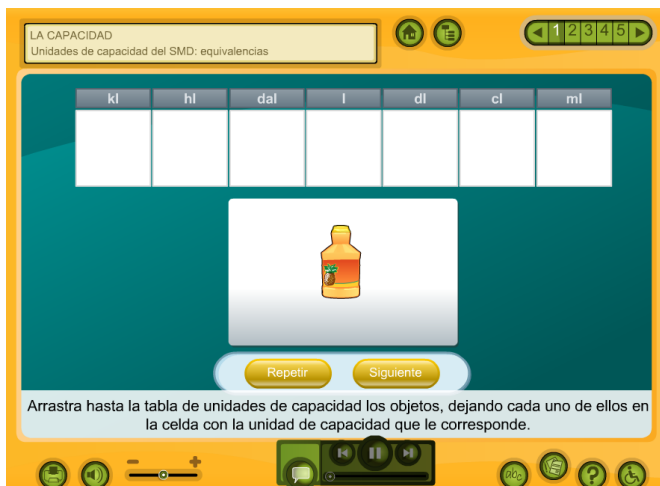 LA CAPACIDAD
Unidades de capacidad del SMD: equivalencias
1 2 3 4 5
kl hl dal l dl cl ml
Repetir Siguiente
Arrastra hasta la tabla de unidades de capacidad los objetos, dejando cada uno de ellos en
la celda con la unidad de capacidad que le corresponde.
- +
abc ?